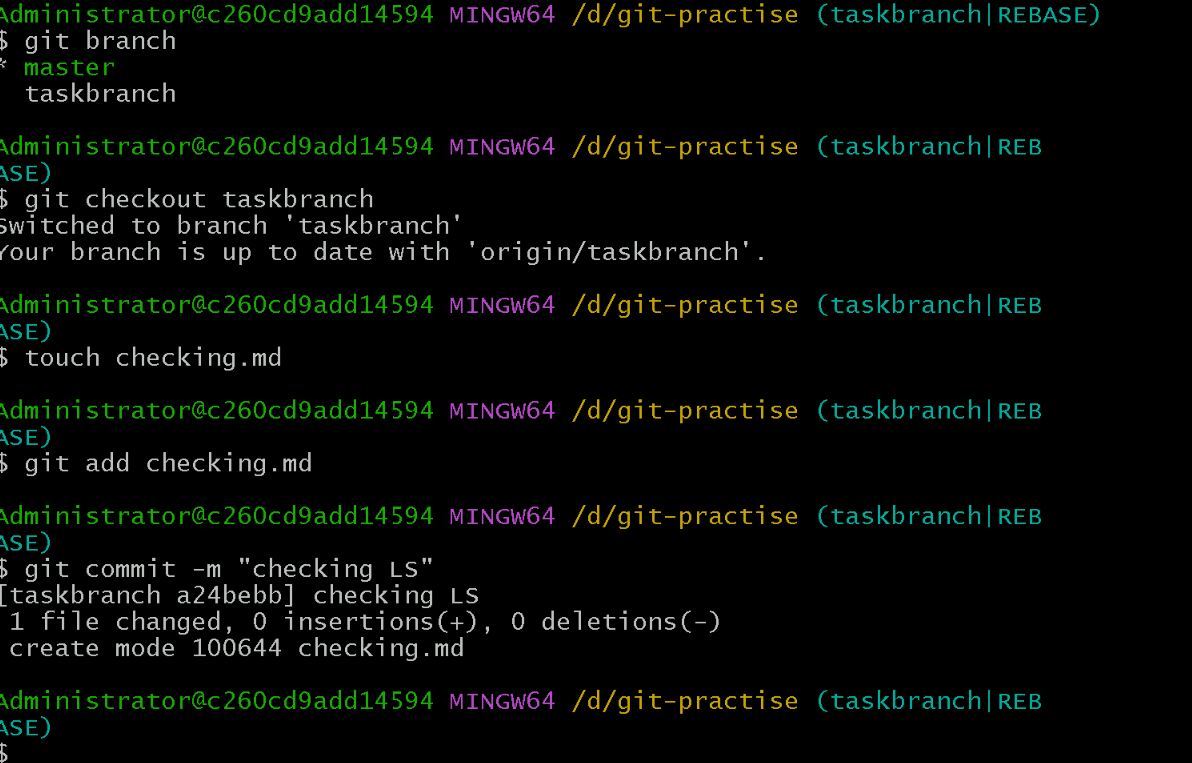 Administrator@c260cd9add14594 MINGW64 /d/git-practise (taskbranch|REBASE)
$ git branch
* master
  taskbranch

Administrator@c260cd9add14594 MINGW64 /d/git-practise (taskbranch|REB
ASE)
$ git checkout taskbranch
Switched to branch 'taskbranch'
Your branch is up to date with 'origin/taskbranch'.

Administrator@c260cd9add14594 MINGW64 /d/git-practise (taskbranch|REB
ASE)
$ touch checking.md

Administrator@c260cd9add14594 MINGW64 /d/git-practise (taskbranch|REB
ASE)
$ git add checking.md

Administrator@c260cd9add14594 MINGW64 /d/git-practise (taskbranch|REB
ASE)
$ git commit -m "checking LS"
[taskbranch a24bebb] checking LS
 1 file changed, 0 insertions(+), 0 deletions(-)
 create mode 100644 checking.md

Administrator@c260cd9add14594 MINGW64 /d/git-practise (taskbranch|REB
ASE)
$